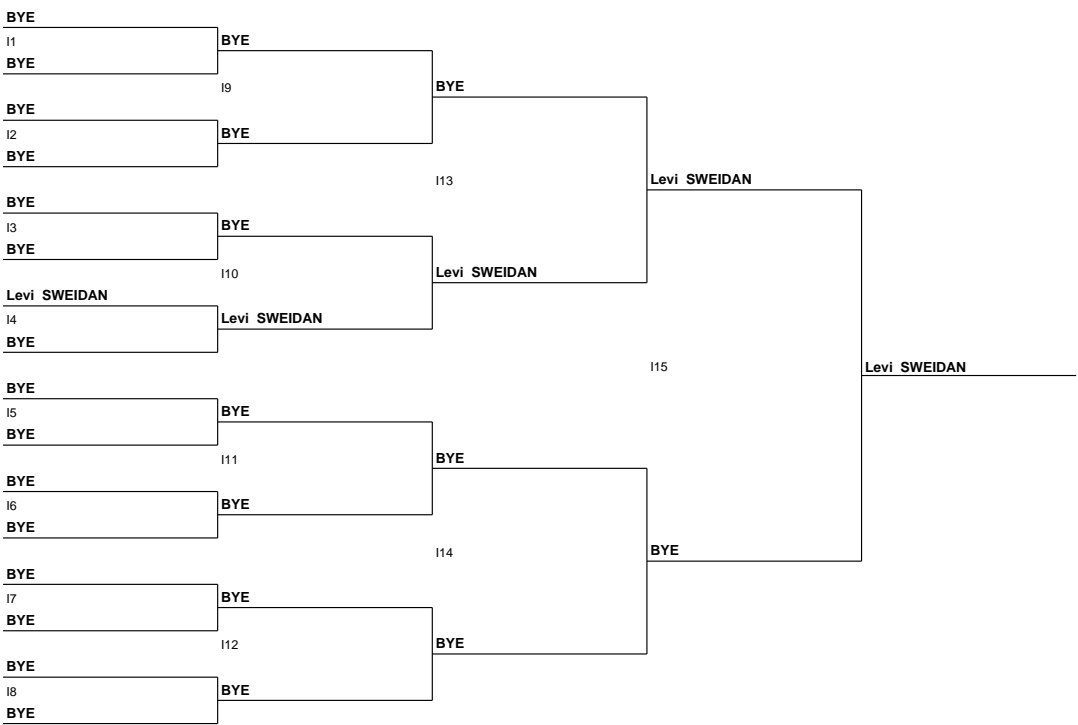 BYE
I1
BYE
BYE
I9
BYE
BYE
I2
BYE
BYE
I13
Levi SWEIDAN
BYE
I3
BYE
BYE
I10
Levi SWEIDAN
Levi SWEIDAN
I4
Levi SWEIDAN
BYE
I15
Levi SWEIDAN
BYE
I5
BYE
BYE
I11
BYE
BYE
I6
BYE
BYE
I14
BYE
BYE
I7
BYE
BYE
I12
BYE
BYE
I8
BYE
BYE